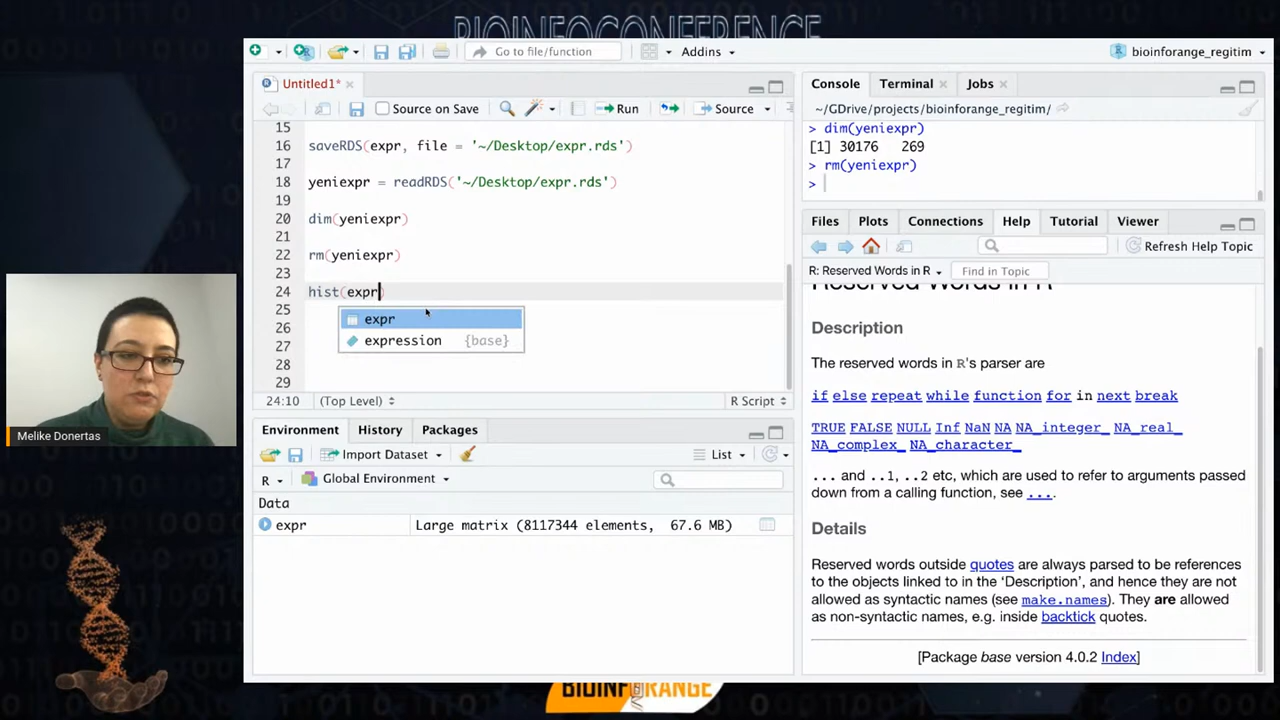 BIOINFOCONFERENCE
Go to file/function
Addins
bioinforange_regitim
Untitled1*
Source on Save
Run
Source
15
16 saveRDS(expr, file = '~/Desktop/expr.rds')
17
18 yeniexpr = readRDS('~/Desktop/expr.rds')
19
20 dim(yeniexpr)
21
22 rm(yeniexpr)
23
24 hist(expr)
25
26
27
28
29
expr
expression {base}
24:10 (Top Level) R Script
Environment History Packages
Import Dataset List
R Global Environment
Data
expr Large matrix (8117344 elements, 67.6 MB)
Console Terminal Jobs
~/GDrive/projects/bioinforange_regitim/
> dim(yeniexpr)
[1] 30176 269
> rm(yeniexpr)
>
Files Plots Connections Help Tutorial Viewer
Refresh Help Topic
R: Reserved Words in R Find in Topic
Reserved Words in R
Description
The reserved words in R's parser are
if else repeat while function for in next break
TRUE FALSE NULL Inf NaN NA NA_integer_ NA_real_
NA_complex_ NA_character_
... and ..1, ..2 etc, which are used to refer to arguments passed
down from a calling function, see ....
Details
Reserved words outside quotes are always parsed to be references
to the objects linked to in the ‘Description’, and hence they are not
allowed as syntactic names (see make.names). They are allowed
as non-syntactic names, e.g. inside backtick quotes.
[Package base version 4.0.2 Index]
Melike Donertas
BIOINFORANGE